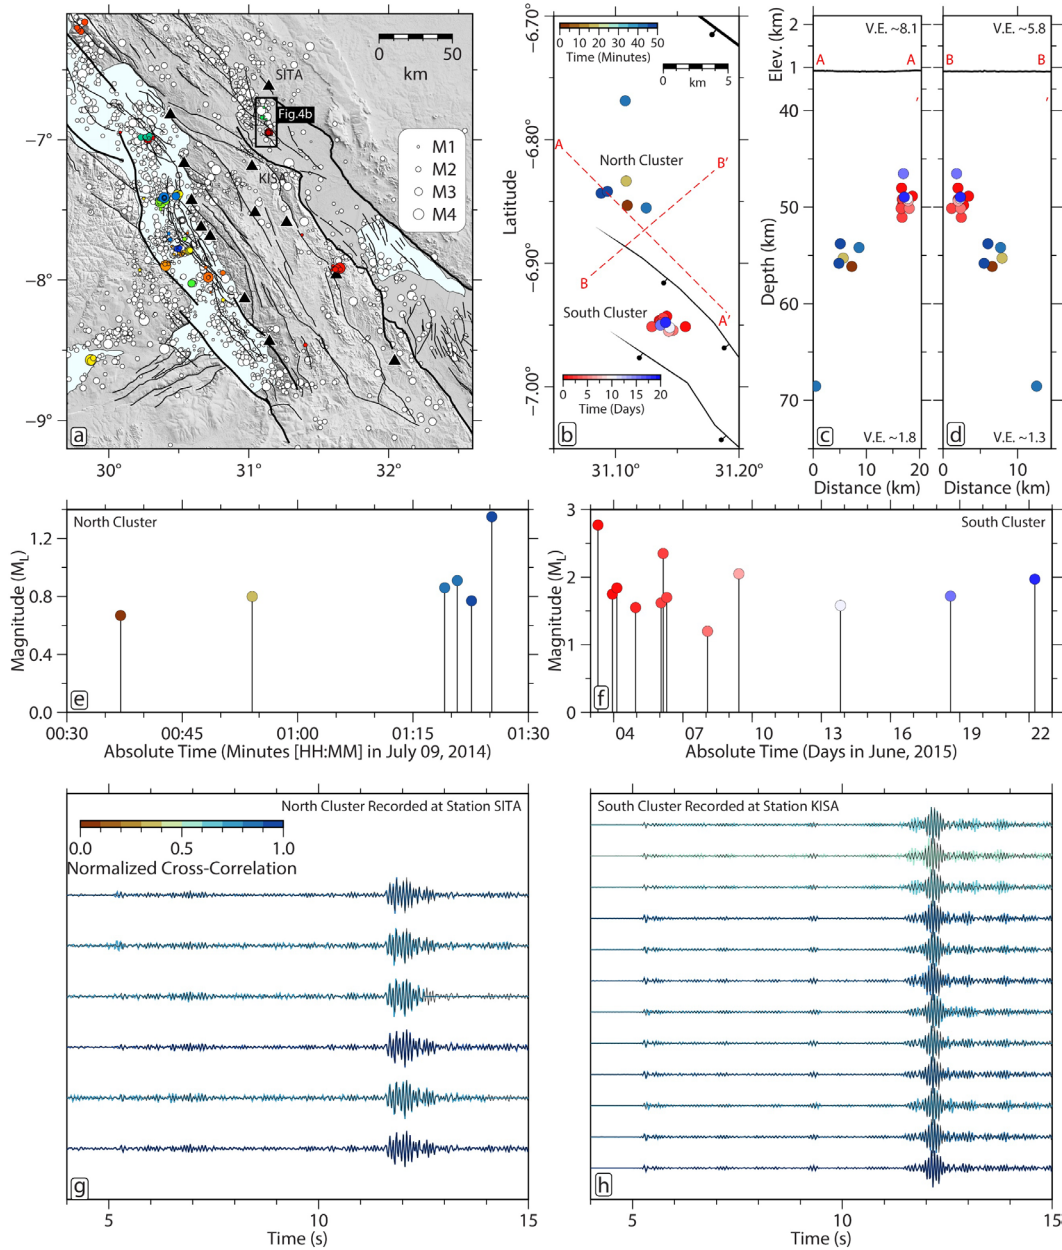 0
50
km
SITA
Fig.4b
KISA
M1
M2
M3
M4
−7°
−8°
−9°
30°
31°
32°
a
−6.70
−6.80
−6.90
−7.00
Latitude
0 10 20 30 40 50
Time (Minutes)
0 5
km
A
North Cluster
B′
B
South Cluster
A′
0 10 20
Time (Days)
31.10°
31.20°
b
Elev. (km)
2
1
40
50
60
70
Depth (km)
V.E. ~8.1
A A
′
V.E. ~1.8
c
0 10 20
Distance (km)
V.E. ~5.8
B B
′
V.E. ~1.3
d
0 10
Distance (km)
North Cluster
Magnitude (ML)
1.2
0.8
0.4
0.0
e
00:30 00:45 01:00 01:15 01:30
Absolute Time (Minutes [HH:MM] in July 09, 2014)
South Cluster
Magnitude (ML)
3
2
1
0
f
04 07 10 13 16 19 22
Absolute Time (Days in June, 2015)
North Cluster Recorded at Station SITA
0.0 0.5 1.0
Normalized Cross-Correlation
g
5 10 15
Time (s)
South Cluster Recorded at Station KISA
h
5 10 15
Time (s)